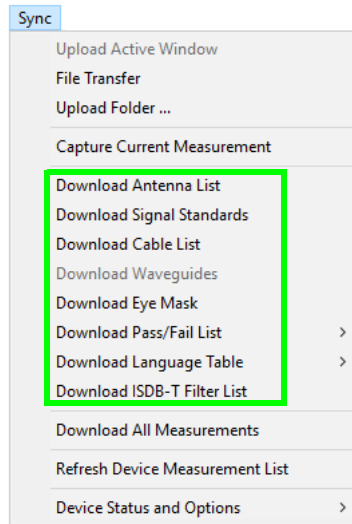 Sync
Upload Active Window
File Transfer
Upload Folder ...
Capture Current Measurement
Download Antenna List
Download Signal Standards
Download Cable List
Download Waveguides
Download Eye Mask
Download Pass/Fail List
Download Language Table
Download ISDB-T Filter List
Download All Measurements
Refresh Device Measurement List
Device Status and Options